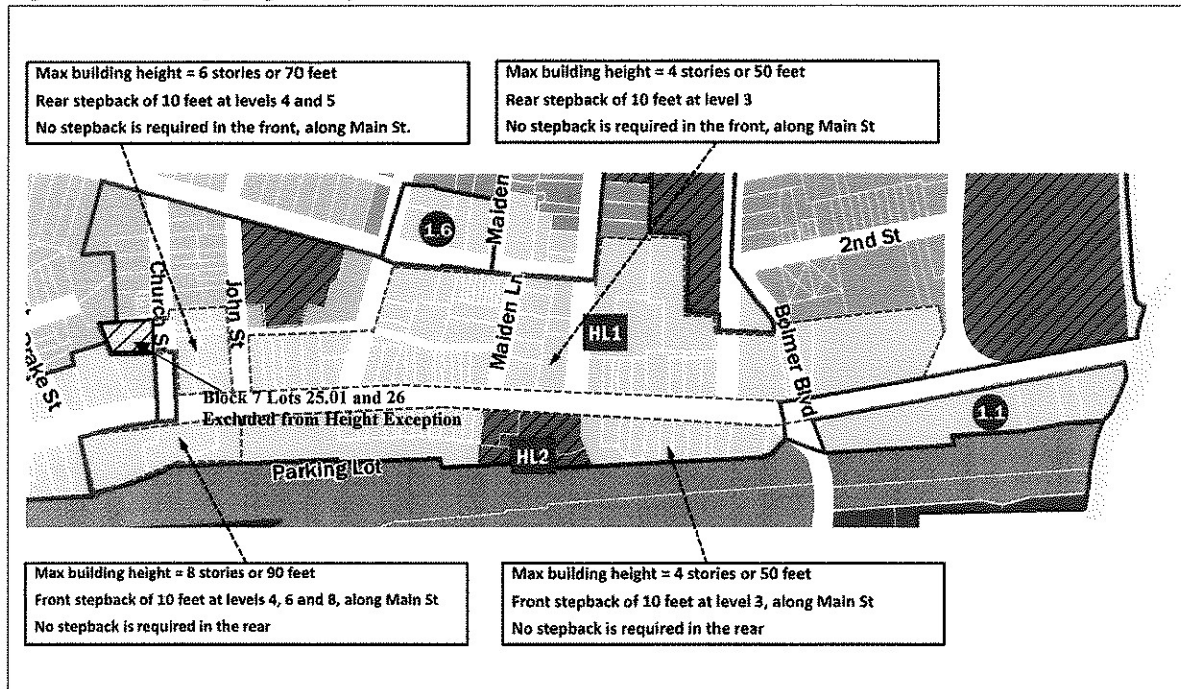 Max building height = 6 stories or 70 feet
Rear stepback of 10 feet at levels 4 and 5
No stepback is required in the front, along Main St.
Max building height = 4 stories or 50 feet
Rear stepback of 10 feet at level 3
No stepback is required in the front, along Main St
1.6
Maiden
2nd St
Church St
John St
Maiden Ln
HL1
Bolmer Blvd
Block 7 Lots 25.01 and 26
Excluded from Height Exception
1.1
HL2
Parking Lot
Max building height = 8 stories or 90 feet
Front stepback of 10 feet at levels 4, 6 and 8, along Main St
No stepback is required in the rear
Max building height = 4 stories or 50 feet
Front stepback of 10 feet at level 3, along Main St
No stepback is required in the rear